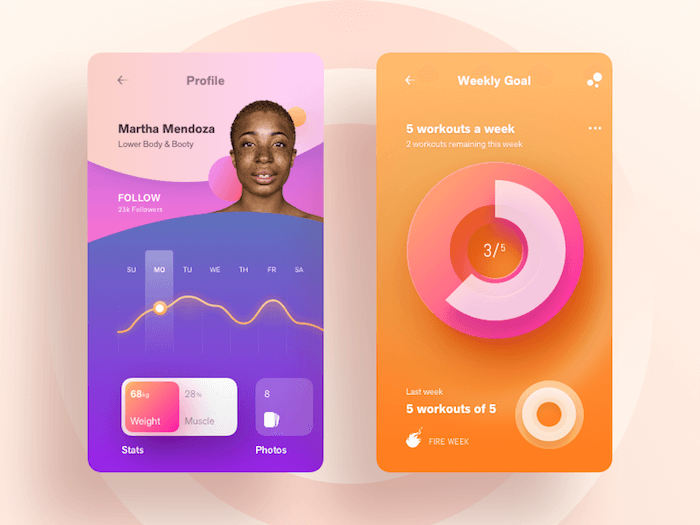 Profile
Martha Mendoza
Lower Body & Booty
FOLLOW
23k Followers
SU MO TU WE TH FR SA
68kg 28%
Weight Muscle
8
Stats
Photos
Weekly Goal
5 workouts a week
2 workouts remaining this week
3/5
Last week
5 workouts of 5
FIRE WEEK